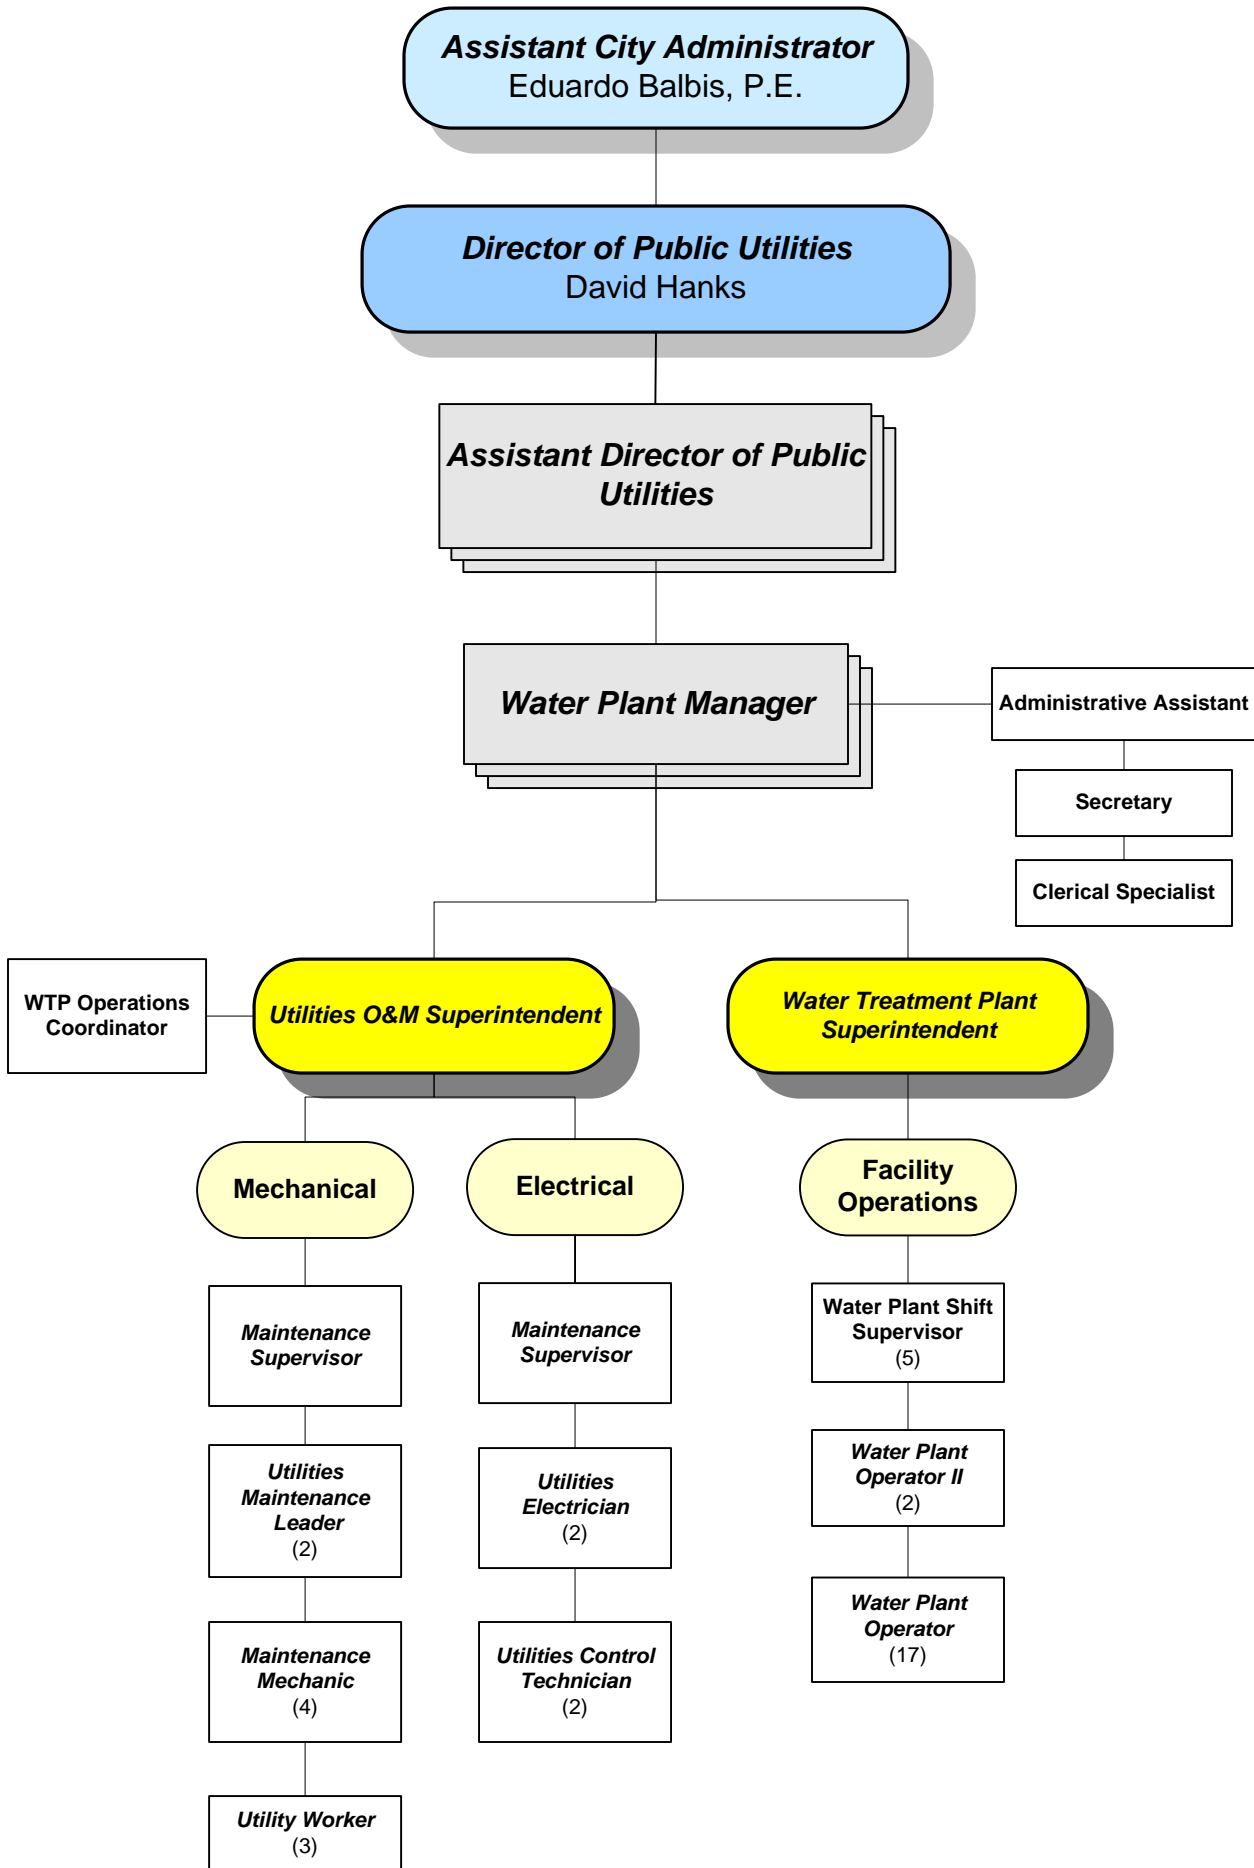 Assistant City Administrator
Eduardo Balbis, P.E.
Director of Public Utilities
David Hanks
Assistant Director of Public
Utilities
Water Plant Manager
Administrative Assistant
Secretary
Clerical Specialist
WTP Operations
Coordinator
Utilities O&M Superintendent
Water Treatment Plant
Superintendent
Mechanical
Electrical
Facility
Operations
Maintenance
Supervisor
Maintenance
Supervisor
Water Plant Shift
Supervisor
(5)
Utilities
Maintenance
Leader
(2)
Utilities
Electrician
(2)
Water Plant
Operator II
(2)
Maintenance
Mechanic
(4)
Utilities Control
Technician
(2)
Water Plant
Operator
(17)
Utility Worker
(3)